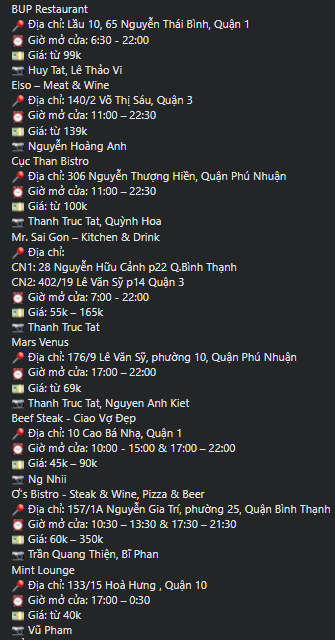 BUP Restaurant
📍 Địa chỉ: Lầu 10, 65 Nguyễn Thái Bình, Quận 1
⏰ Giờ mở cửa: 6:30 - 22:00
💵 Giá: từ 99k
📷 Huy Tat, Lê Thảo Vi
Elso – Meat & Wine
📍 Địa chỉ: 140/2 Võ Thị Sáu, Quận 3
⏰ Giờ mở cửa: 11:00 – 22:30
💵 Giá: từ 139k
📷 Nguyễn Hoàng Anh
Cục Than Bistro
📍 Địa chỉ: 306 Nguyễn Thượng Hiền, Quận Phú Nhuận
⏰ Giờ mở cửa: 11:00 – 22:30
💵 Giá: từ 100k
📷 Thanh Truc Tat, Quỳnh Hoa
Mr. Sai Gon – Kitchen & Drink
📍 Địa chỉ:
CN1: 28 Nguyễn Hữu Cảnh p22 Q.Bình Thạnh
CN2: 402/19 Lê Văn Sỹ p14 Quận 3
⏰ Giờ mở cửa: 7:00 - 22:00
💵 Giá: 55k – 165k
📷 Thanh Truc Tat
Mars Venus
📍 Địa chỉ: 176/9 Lê Văn Sỹ, phường 10, Quận Phú Nhuận
⏰ Giờ mở cửa: 17:00 – 22:00
💵 Giá: từ 69k
📷 Thanh Truc Tat, Nguyen Anh Kiet
Beef Steak - Ciao Vợ Đẹp
📍 Địa chỉ: 10 Cao Bá Nhạ, Quận 1
⏰ Giờ mở cửa: 10:00 - 15:00 & 17:00 – 22:00
💵 Giá: 45k – 90k
📷 Ng Nhii
Ơ's Bistro - Steak & Wine, Pizza & Beer
📍 Địa chỉ: 157/1A Nguyễn Gia Trí, phường 25, Quận Bình Thạnh
⏰ Giờ mở cửa: 10:30 – 13:30 & 17:30 – 21:30
💵 Giá: 60k – 350k
📷 Trần Quang Thiện, Bĩ Phan
Mint Lounge
📍 Địa chỉ: 133/15 Hoà Hưng , Quận 10
⏰ Giờ mở cửa: 17:00 – 0:30
💵 Giá: từ 40k
📷 Vũ Pham